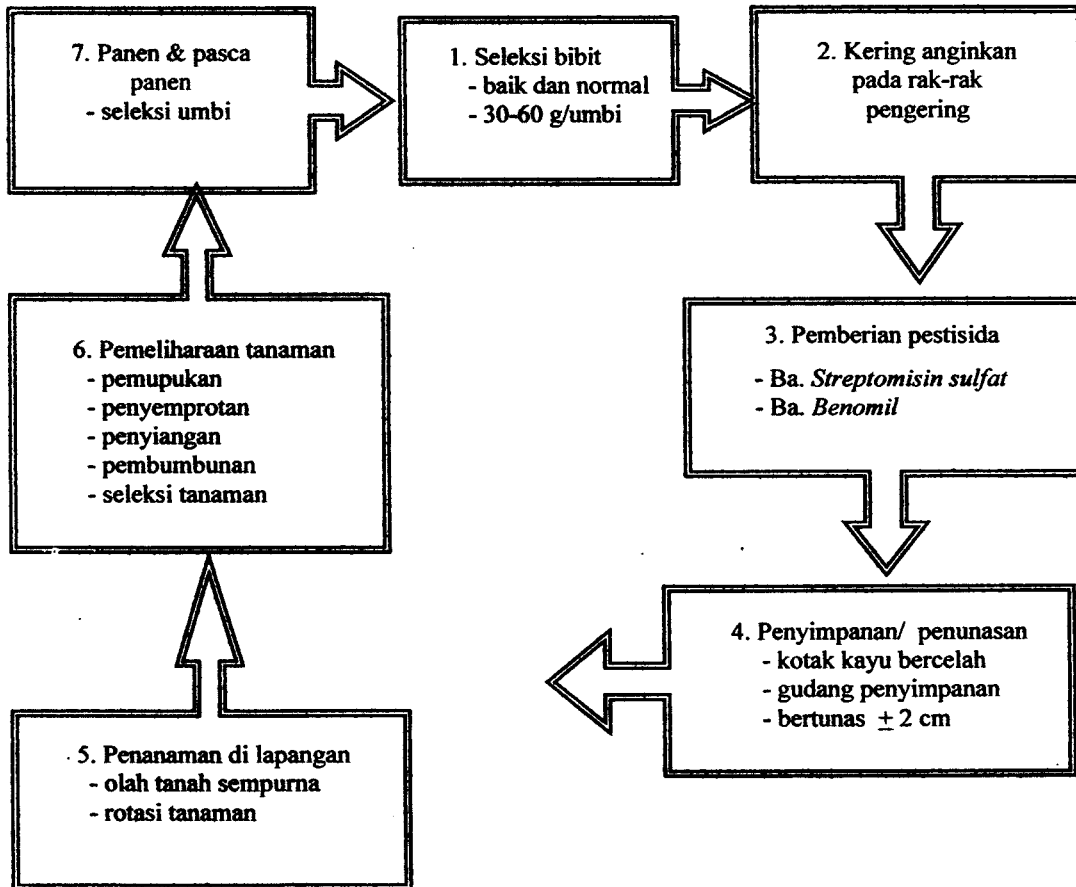 7. Panen & pasca
panen
- seleksi umbi
1. Seleksi bibit
- baik dan normal
- 30-60 g/umbi
2. Kering anginkan
pada rak-rak
pengering
3. Pemberian pestisida
- Ba. Streptomisin sulfat
- Ba. Benomil
6. Pemeliharaan tanaman
- pemupukan
- penyemprotan
- penyiangan
- pembumbunan
- seleksi tanaman
4. Penyimpanan/ penunasan
- kotak kayu bercelah
- gudang penyimpanan
- bertunas ± 2 cm
5. Penanaman di lapangan
- olah tanah sempurna
- rotasi tanaman